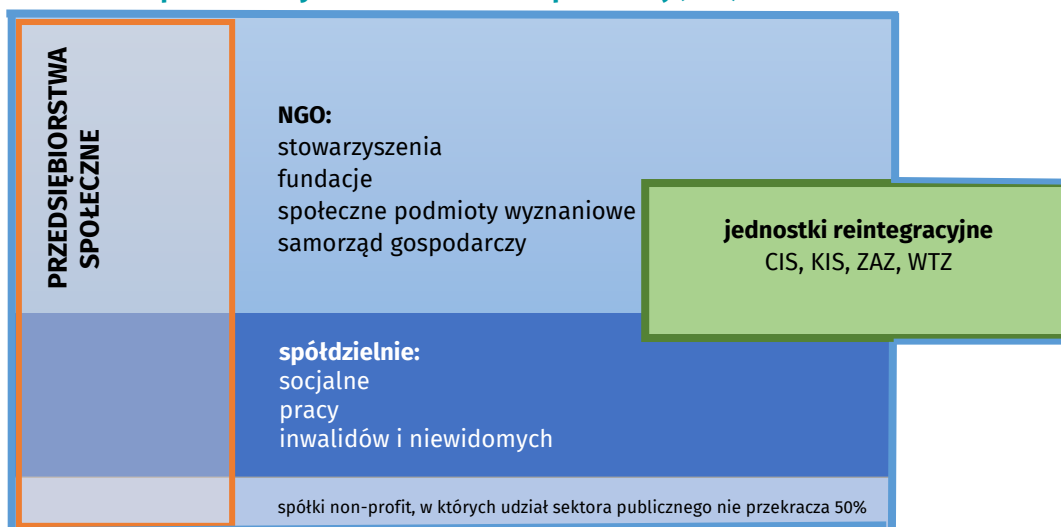 PRZEDSIĘBIORSTWA
SPOŁECZNE
NGO:
stowarzyszenia
fundacje
społeczne podmioty wyznaniowe
samorząd gospodarczy
jednostki reintegracyjne
CIS, KIS, ZAZ, WTZ
spółdzielnie:
socjalne
pracy
inwalidów i niewidomych
spółki non-profit, w których udział sektora publicznego nie przekracza 50%